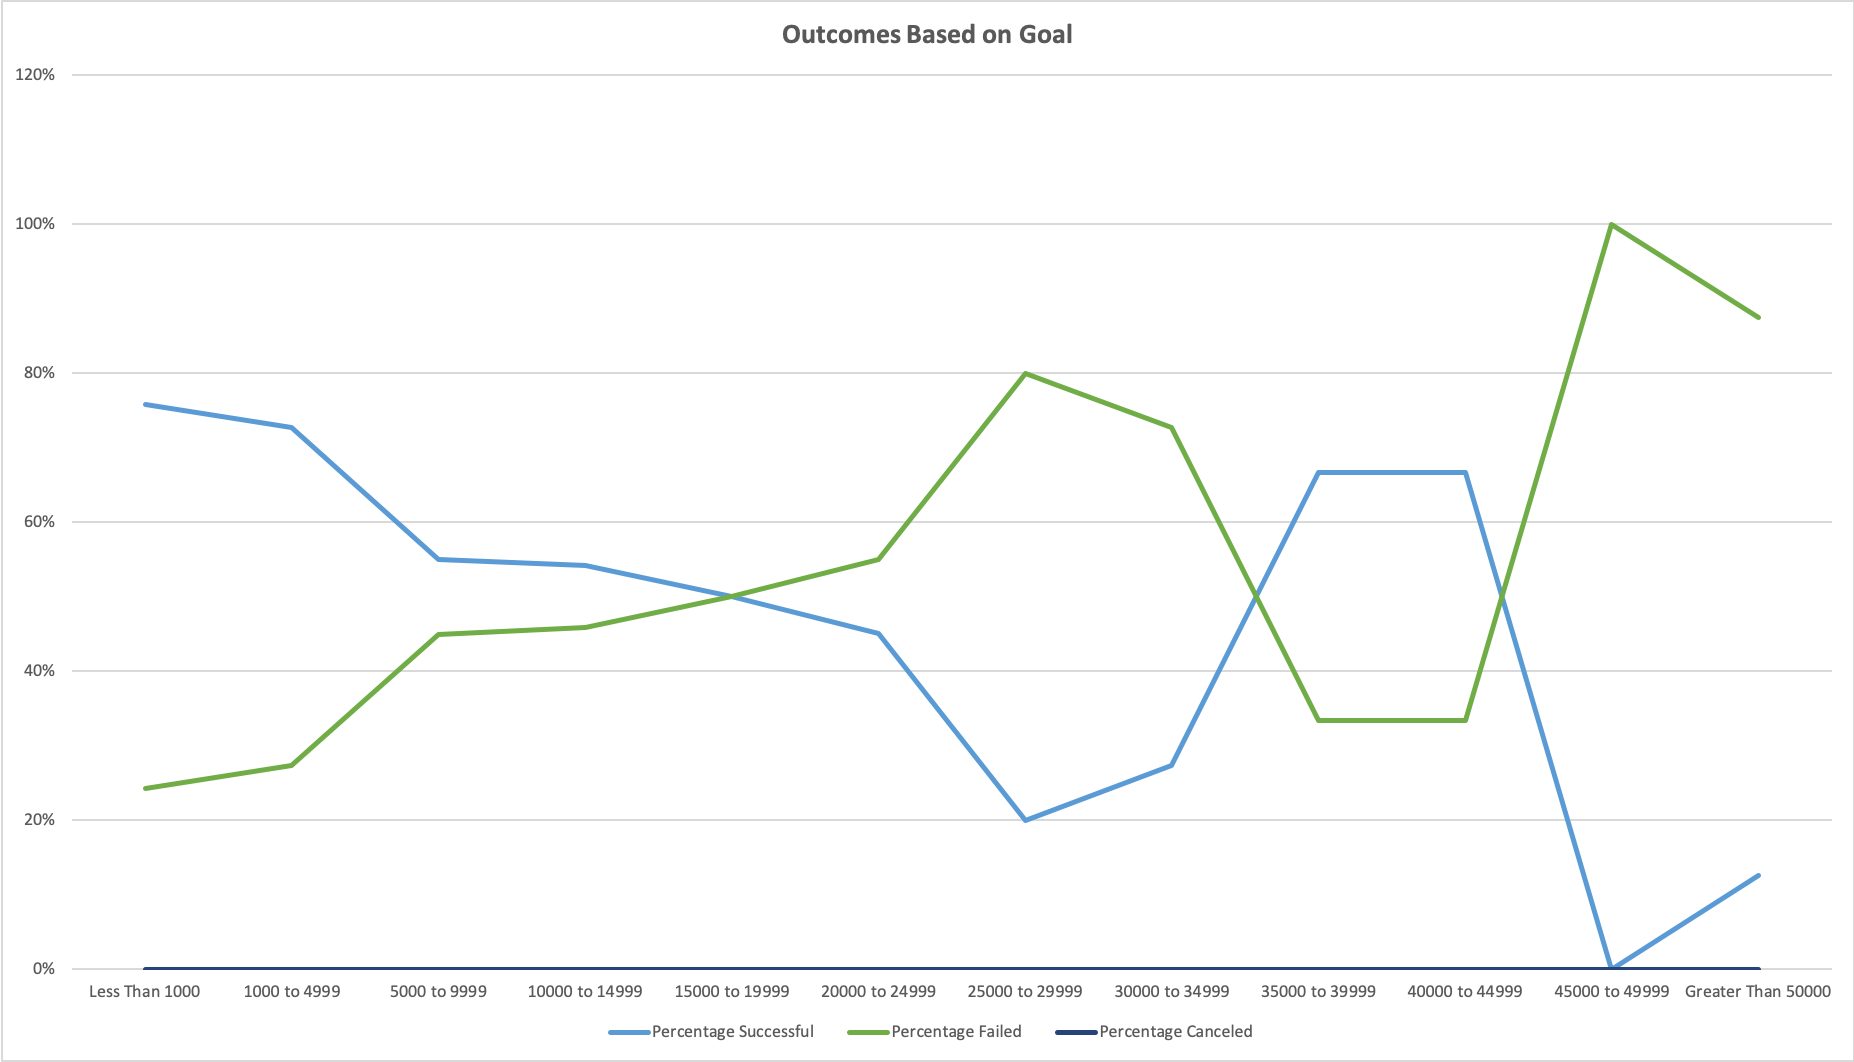 Outcomes Based on Goal
120%
100%
80%
60%
40%
20%
0%
Less Than 1000 1000 to 4999 5000 to 9999 10000 to 14999 15000 to 19999 20000 to 24999 25000 to 29999 30000 to 34999 35000 to 39999 40000 to 44999 45000 to 49999 Greater Than 50000
Percentage Successful Percentage Failed Percentage Canceled